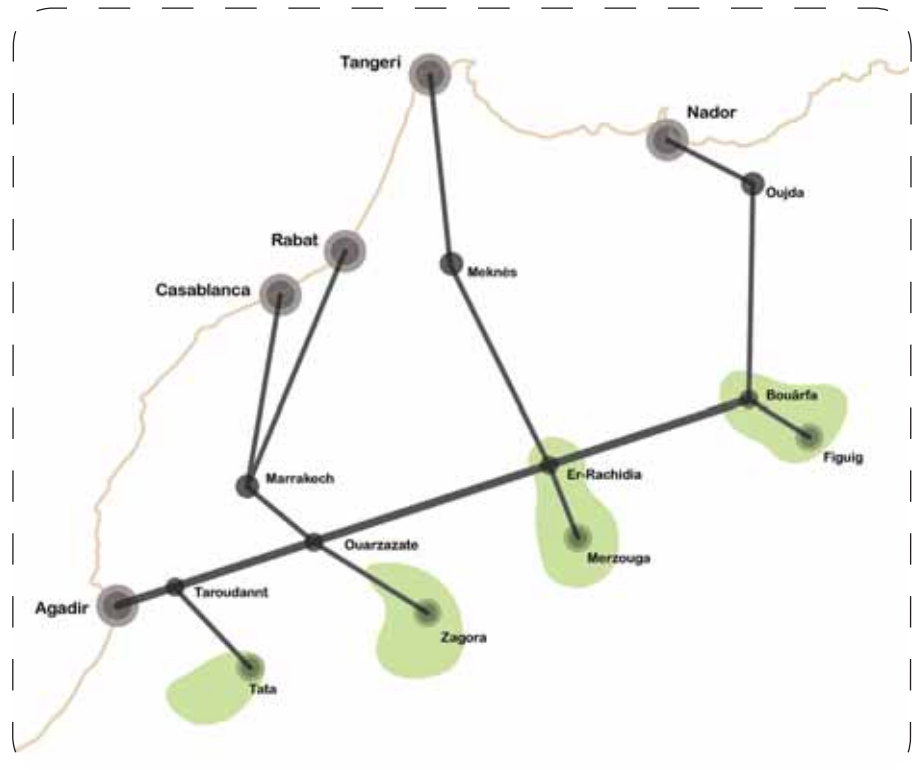 Tangeri
Nador
Oujda
Rabat
Meknès
Casablanca
Bouârfa
Figuig
Er-Rachidia
Marrakech
Ouarzazate
Merzouga
Taroudannt
Agadir
Zagora
Tata